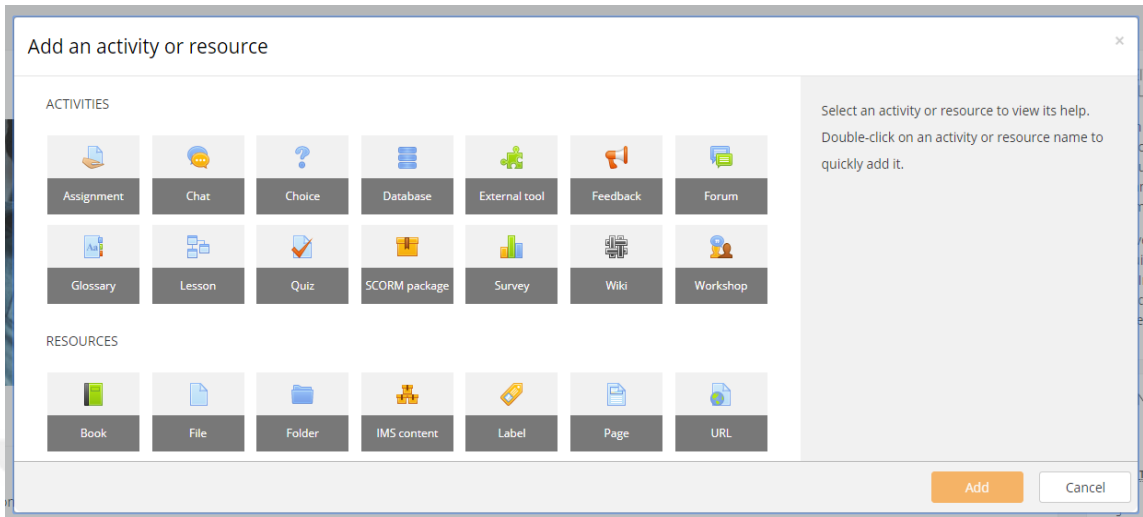 Add an activity or resource
×
ACTIVITIES
Select an activity or resource to view its help.
Double-click on an activity or resource name to
quickly add it.
Assignment Chat Choice Database External tool Feedback Forum
Aa
Glossary Lesson Quiz SCORM package Survey Wiki Workshop
RESOURCES
Book File Folder IMS content Label Page URL
Add Cancel